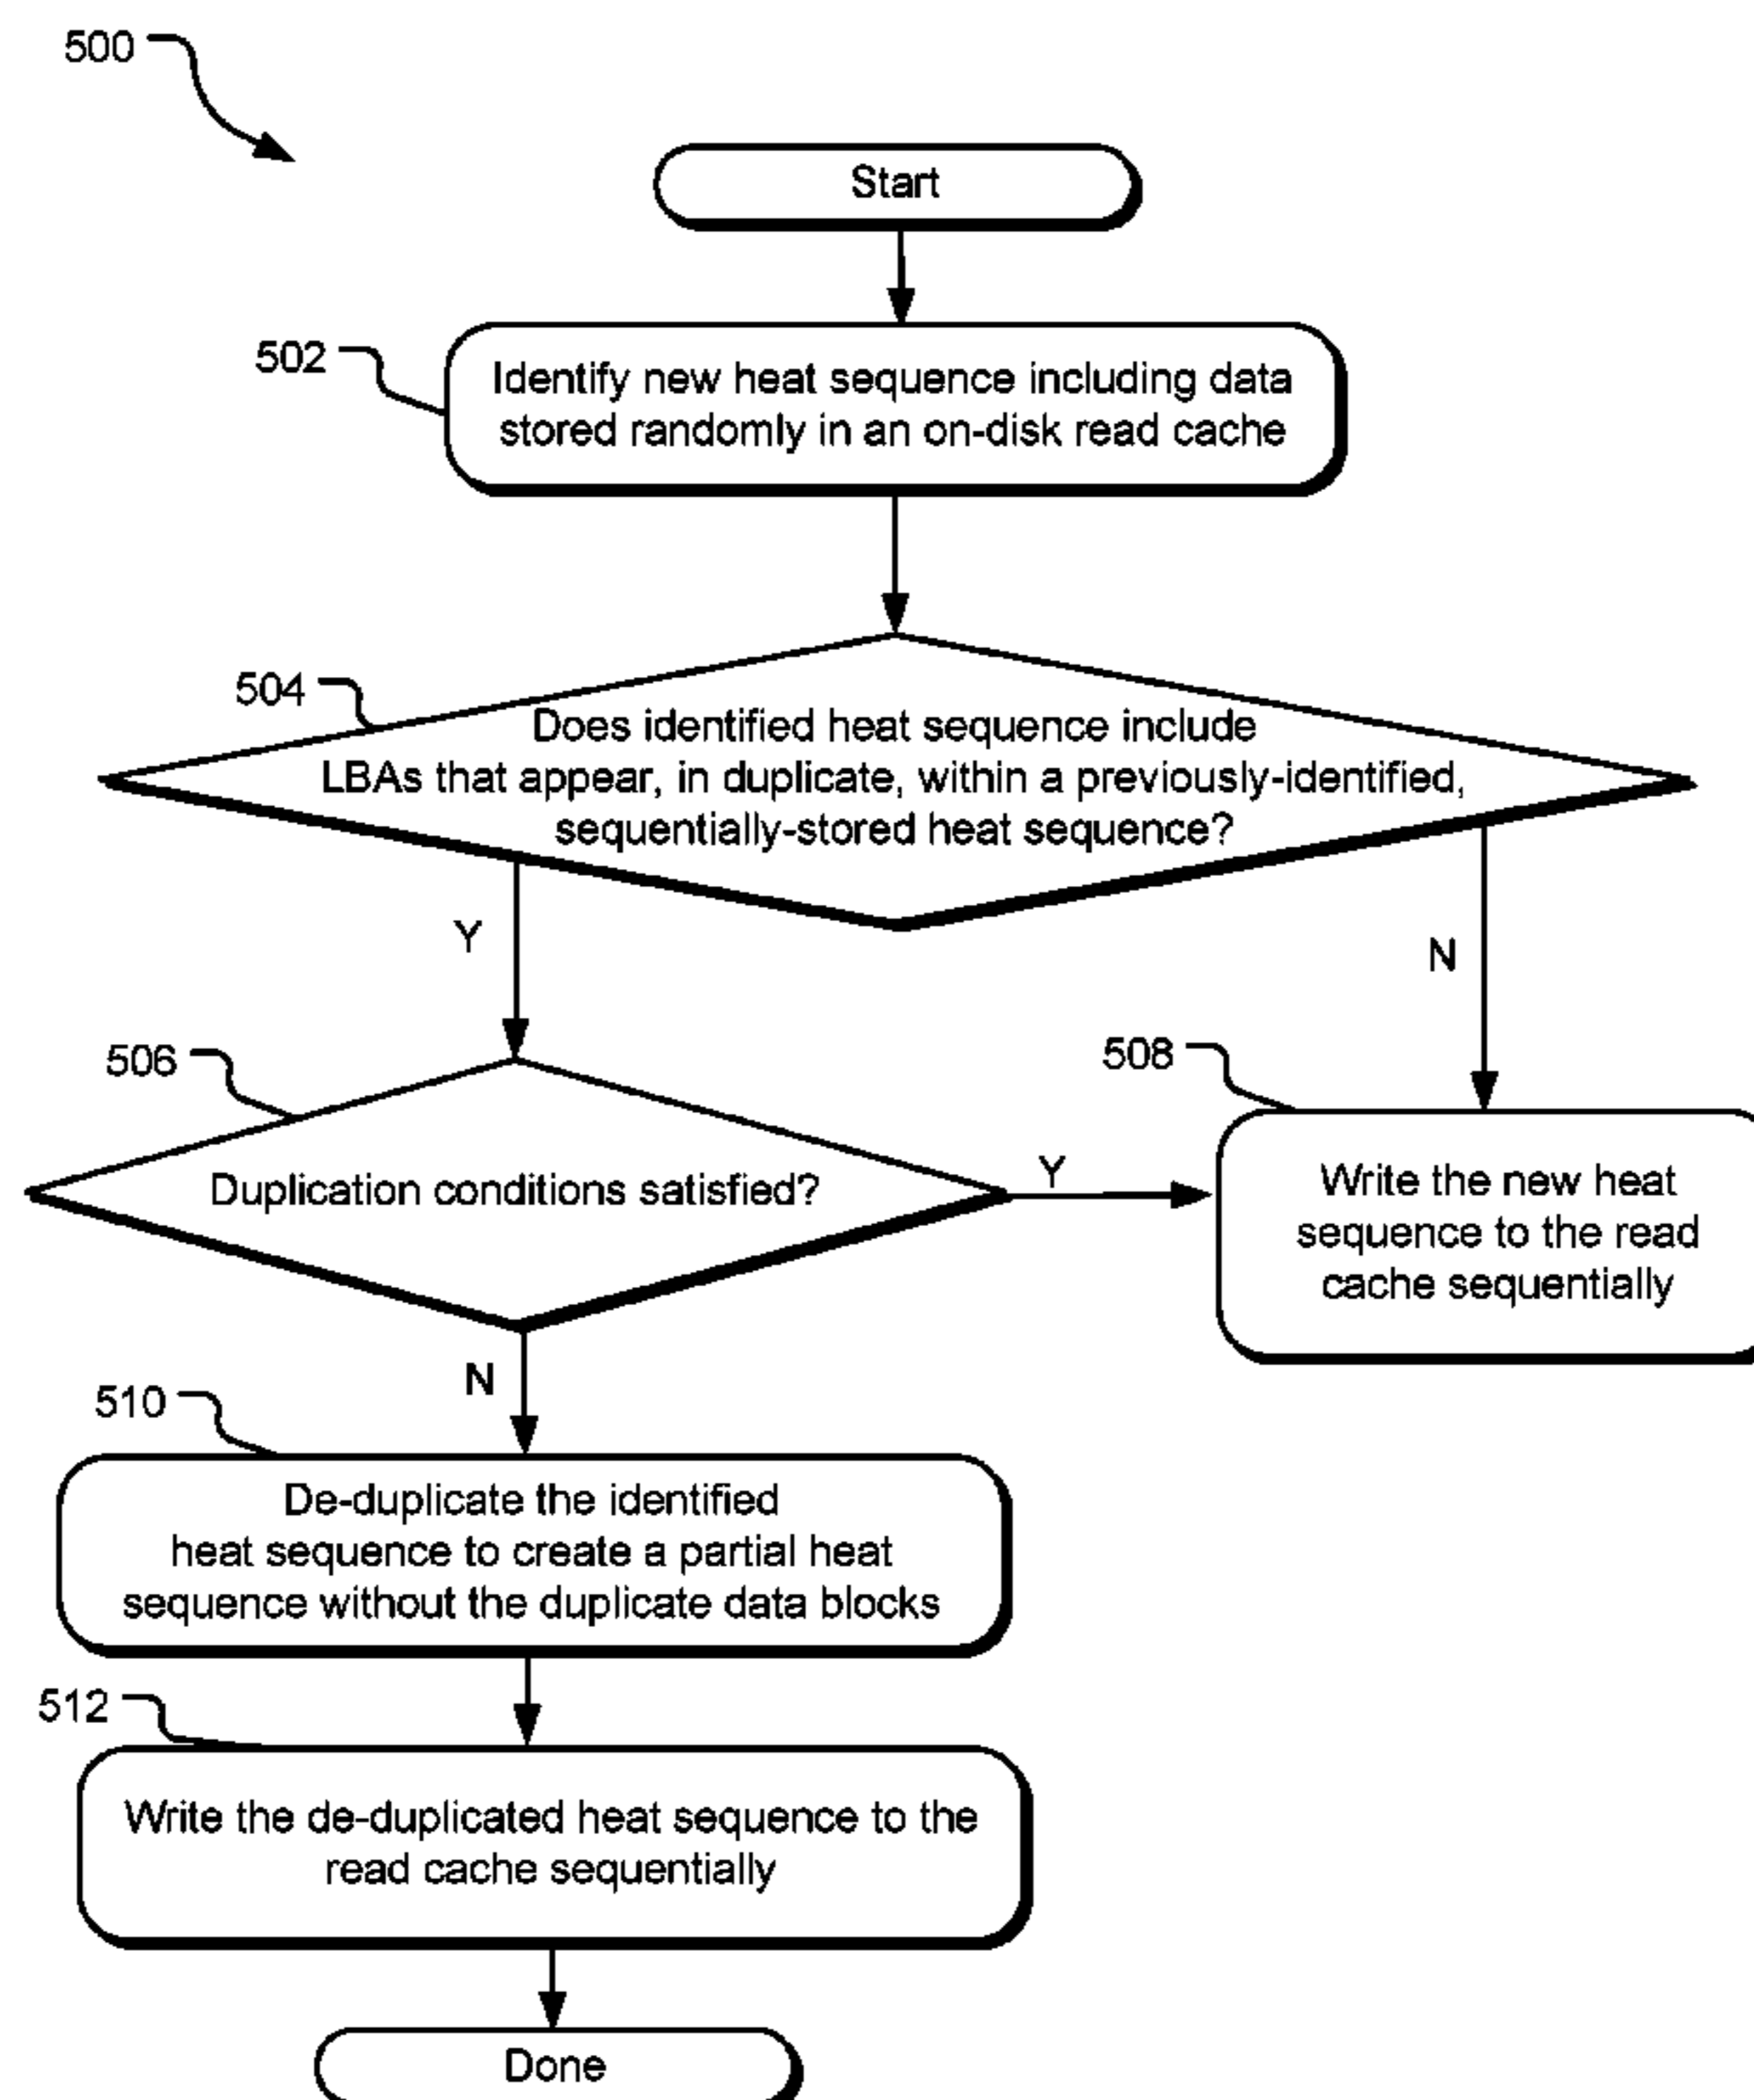 500
Start
502
Identify new heat sequence including data
stored randomly in an on-disk read cache
504
Does identified heat sequence include
LBAs that appear, in duplicate, within a previously-identified,
sequentially-stored heat sequence?
Y
N
506
Duplication conditions satisfied?
Y
508
Write the new heat
sequence to the read
cache sequentially
N
510
De-duplicate the identified
heat sequence to create a partial heat
sequence without the duplicate data blocks
512
Write the de-duplicated heat sequence to the
read cache sequentially
Done